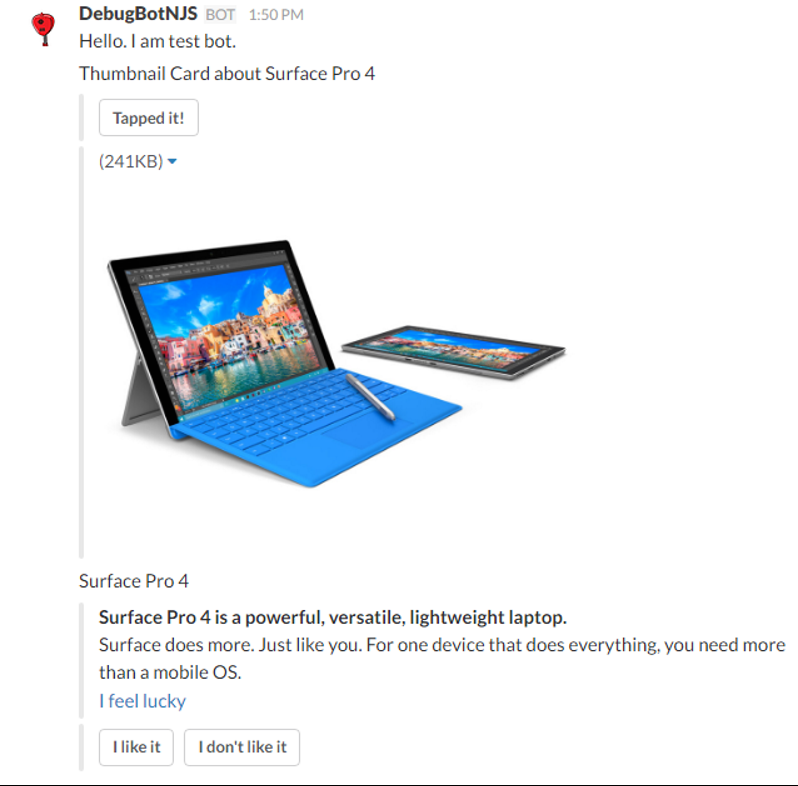 DebugBotNJS BOT 1:50 PM
Hello. I am test bot.
Thumbnail Card about Surface Pro 4
Tapped it!
(241KB)
Surface Pro 4
Surface Pro 4 is a powerful, versatile, lightweight laptop.
Surface does more. Just like you. For one device that does everything, you need more
than a mobile OS.
I feel lucky
I like it I don't like it